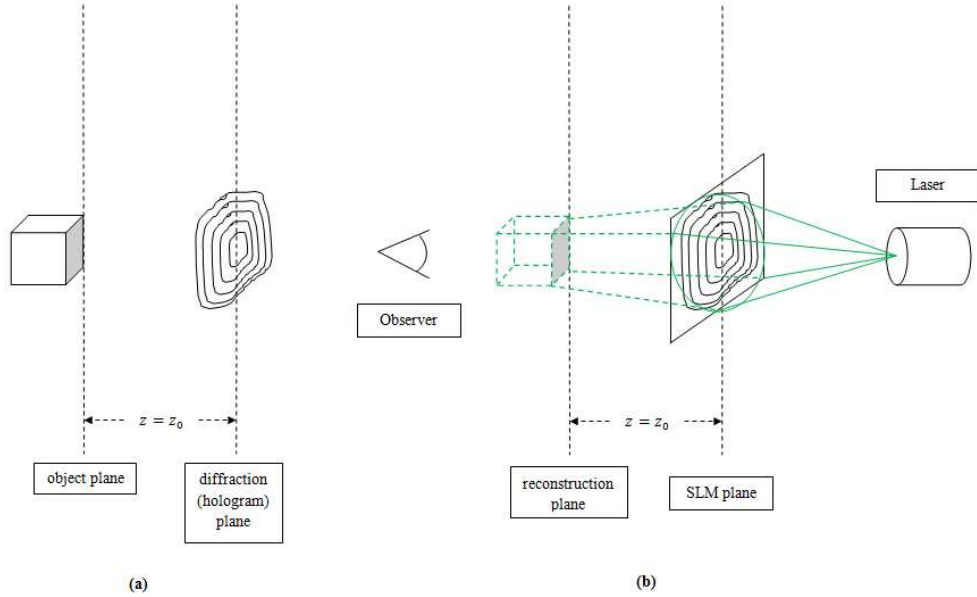 Laser
Observer
z = z₀
z = z₀
object plane
diffraction
(hologram)
plane
reconstruction
plane
SLM plane
(a)
(b)